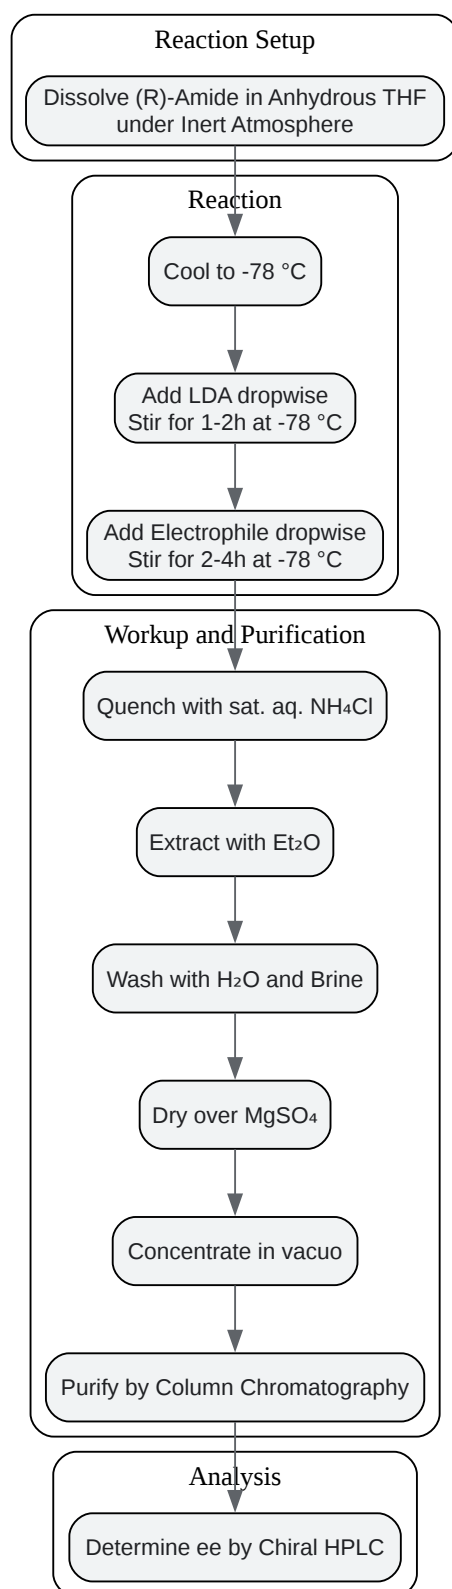 Reaction Setup
Dissolve (R)-Amide in Anhydrous THF
under Inert Atmosphere
Reaction
Cool to -78 °C
Add LDA dropwise
Stir for 1-2h at -78 °C
Add Electrophile dropwise
Stir for 2-4h at -78 °C
Workup and Purification
Quench with sat. aq. NH₄Cl
Extract with Et₂O
Wash with H₂O and Brine
Dry over MgSO₄
Concentrate in vacuo
Purify by Column Chromatography
Analysis
Determine ee by Chiral HPLC